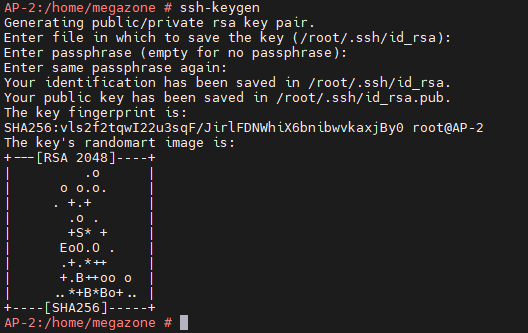 AP-2:/home/megazone # ssh-keygen
Generating public/private rsa key pair.
Enter file in which to save the key (/root/.ssh/id_rsa):
Enter passphrase (empty for no passphrase):
Enter same passphrase again:
Your identification has been saved in /root/.ssh/id_rsa.
Your public key has been saved in /root/.ssh/id_rsa.pub.
The key fingerprint is:
SHA256:vls2f2tqwI22u3sqF/JirlFDNWhiX6bnibwvkaxjBy0 root@AP-2
The key's randomart image is:
+---[RSA 2048]----+
|         .o      |
|      o o.o.     |
|     . +.+       |
|       .o .      |
|       +S* +     |
|      EoO.O .    |
|      .+.*++     |
|      +.B++oo o  |
|     ..*+B*Bo+.. |
+----[SHA256]-----+
AP-2:/home/megazone #